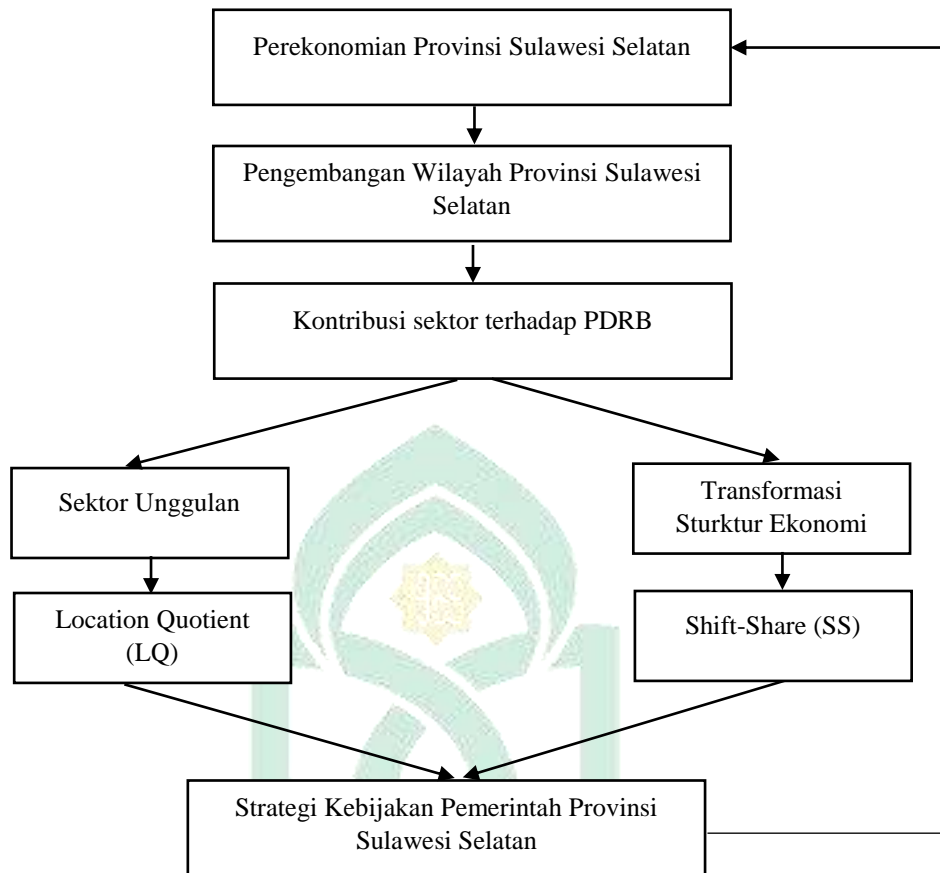 Perekonomian Provinsi Sulawesi Selatan
Pengembangan Wilayah Provinsi Sulawesi
Selatan
Kontribusi sektor terhadap PDRB
Sektor Unggulan
Transformasi
Sturktur Ekonomi
Location Quotient
(LQ)
Shift-Share (SS)
Strategi Kebijakan Pemerintah Provinsi
Sulawesi Selatan